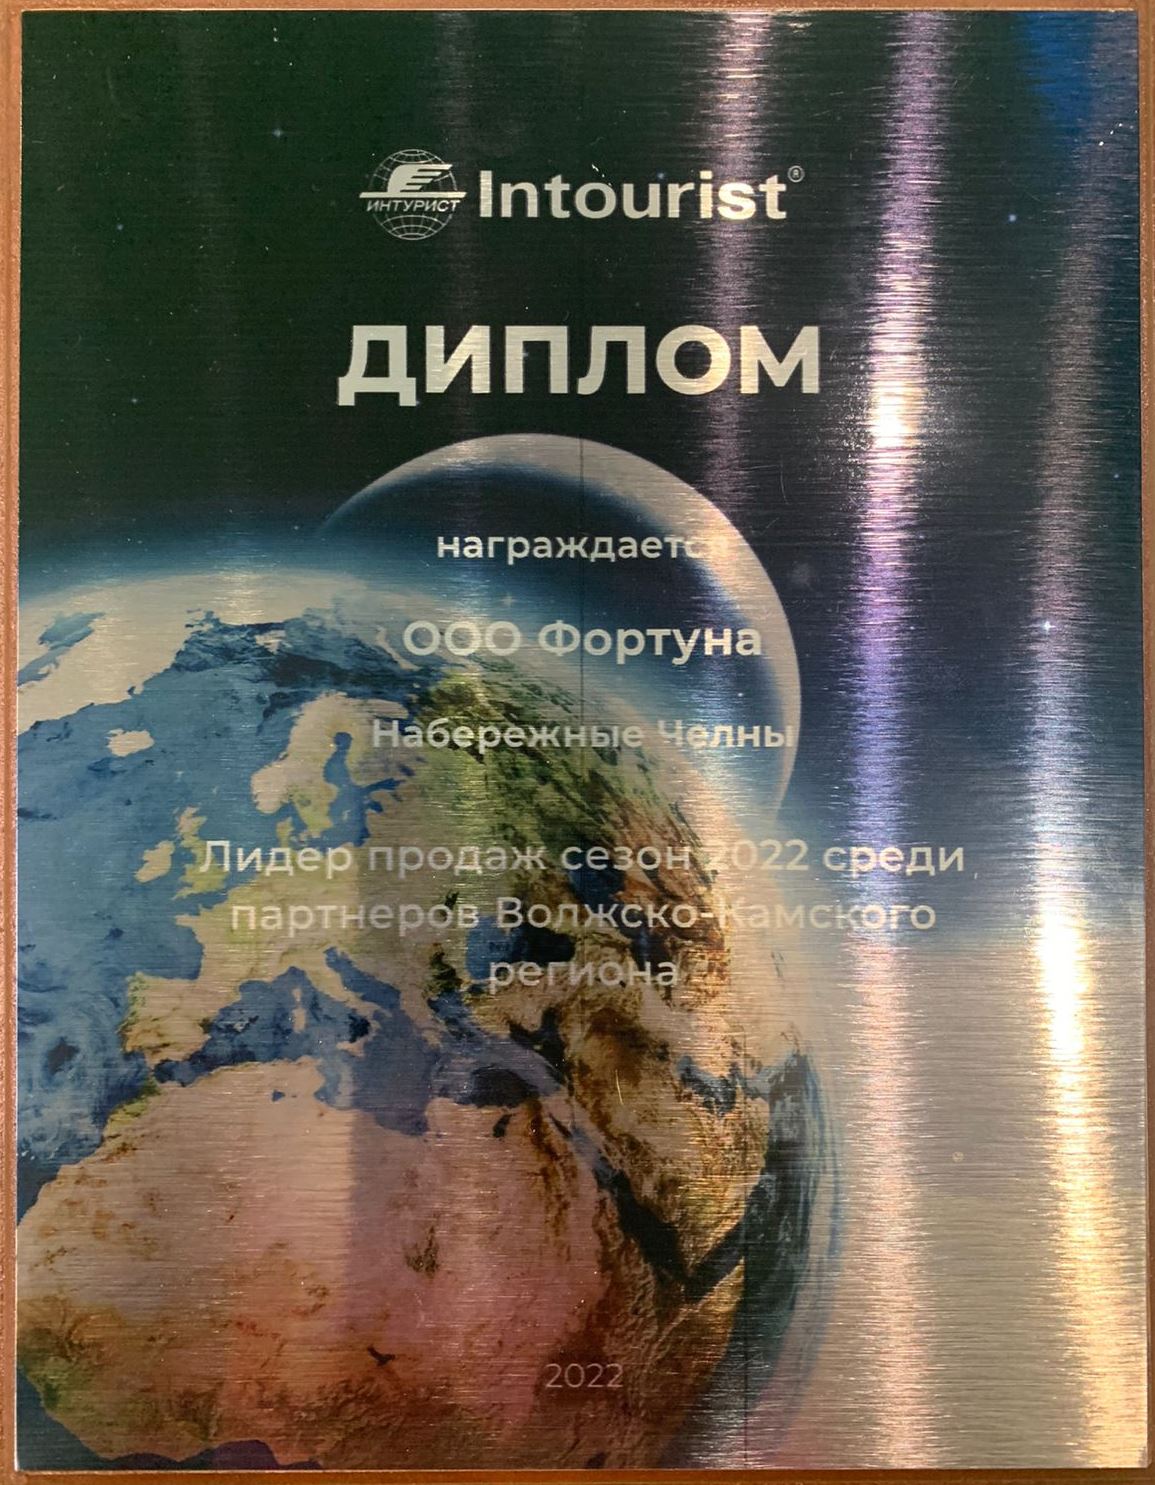 ИНТУРИСТ Intourist®
ДИПЛОМ
награждается
ООО Фортуна
Набережные Челны
Лидер продаж сезон 2022 среди
партнеров Волжско-Камского
региона
2022